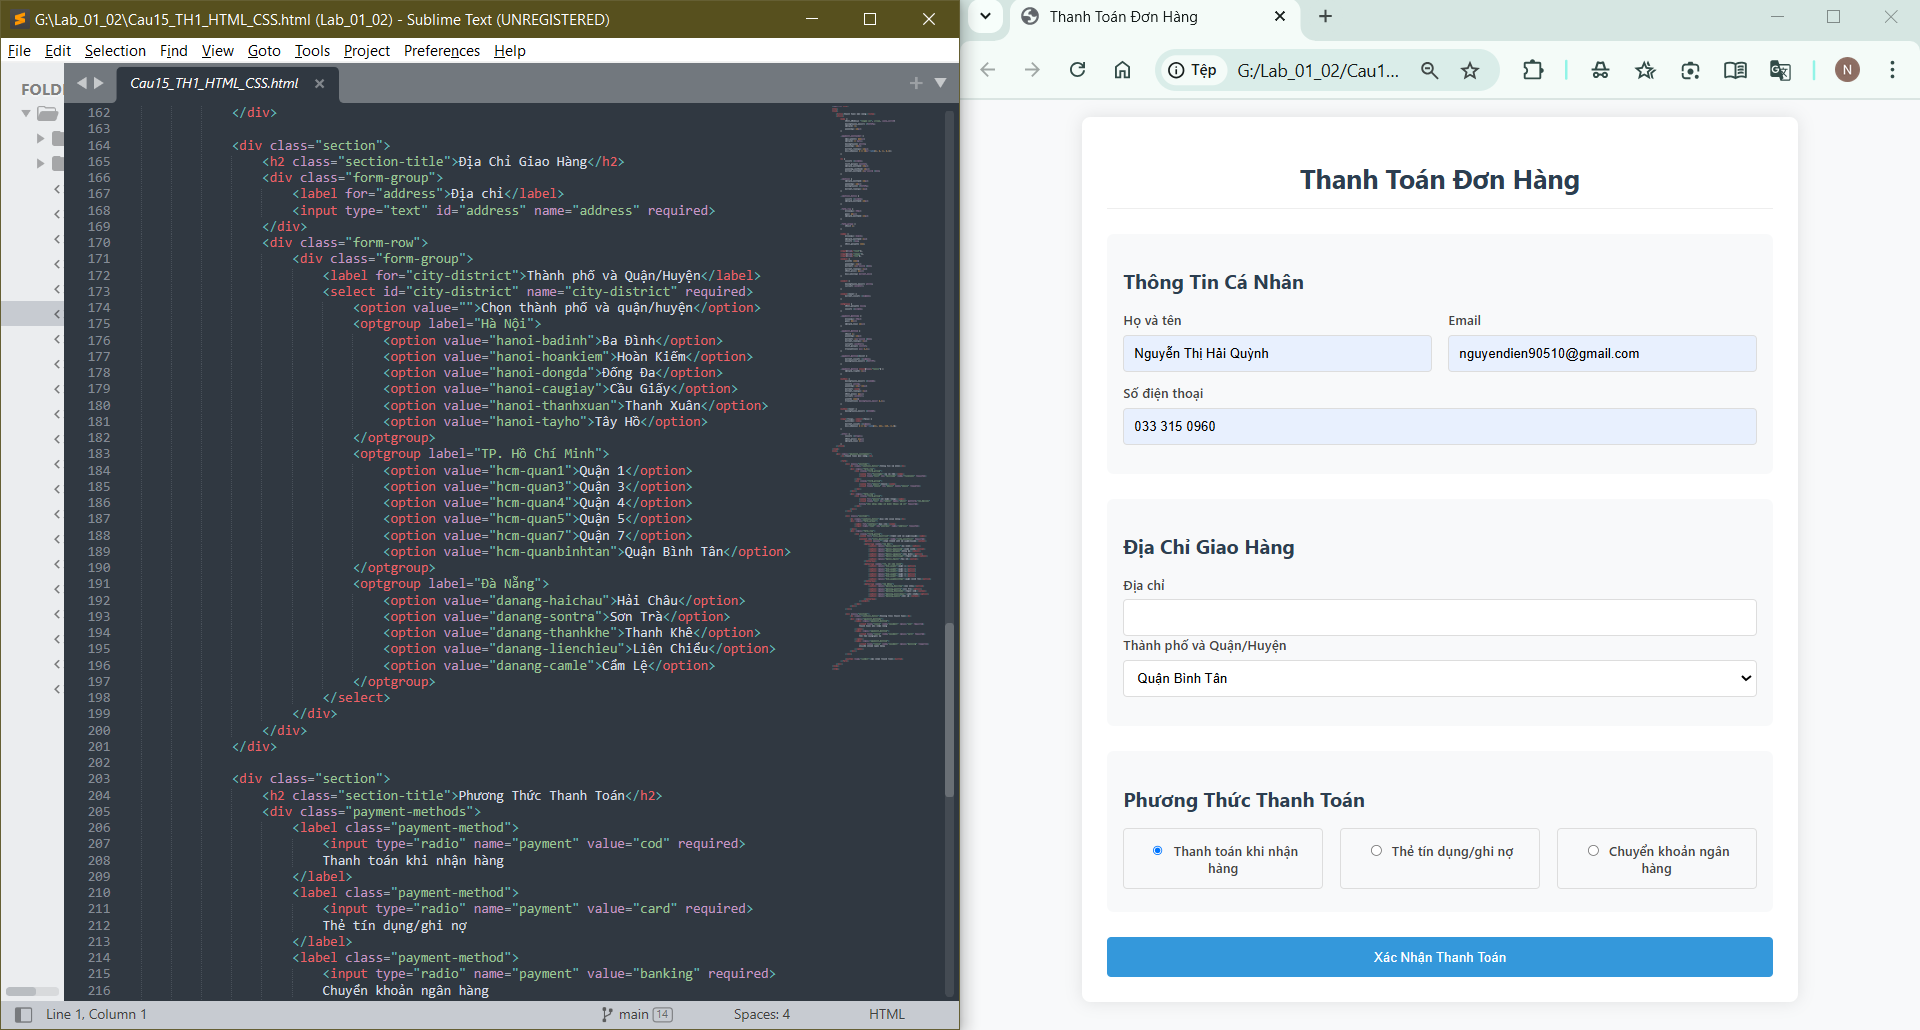 G:\Lab_01_02\Cau15_TH1_HTML_CSS.html (Lab_01_02) - Sublime Text (UNREGISTERED)
File Edit Selection Find View Goto Tools Project Preferences Help
FOLD
Cau15_TH1_HTML_CSS.html
162 </div>
163
164 <div class="section">
165 <h2 class="section-title">Địa Chỉ Giao Hàng</h2>
166 <div class="form-group">
167 <label for="address">Địa chỉ</label>
168 <input type="text" id="address" name="address" required>
169 </div>
170 <div class="form-row">
171 <div class="form-group">
172 <label for="city-district">Thành phố và Quận/Huyện</label>
173 <select id="city-district" name="city-district" required>
174 <option value="">Chọn thành phố và quận/huyện</option>
175 <optgroup label="Hà Nội">
176 <option value="hanoi-badinh">Ba Đình</option>
177 <option value="hanoi-hoankiem">Hoàn Kiếm</option>
178 <option value="hanoi-dongda">Đống Đa</option>
179 <option value="hanoi-caugiay">Cầu Giấy</option>
180 <option value="hanoi-thanhxuan">Thanh Xuân</option>
181 <option value="hanoi-tayho">Tây Hồ</option>
182 </optgroup>
183 <optgroup label="TP. Hồ Chí Minh">
184 <option value="hcm-quan1">Quận 1</option>
185 <option value="hcm-quan3">Quận 3</option>
186 <option value="hcm-quan4">Quận 4</option>
187 <option value="hcm-quan5">Quận 5</option>
188 <option value="hcm-quan7">Quận 7</option>
189 <option value="hcm-quanbinhtan">Quận Bình Tân</option>
190 </optgroup>
191 <optgroup label="Đà Nẵng">
192 <option value="danang-haichau">Hải Châu</option>
193 <option value="danang-sontra">Sơn Trà</option>
194 <option value="danang-thanhkhe">Thanh Khê</option>
195 <option value="danang-lienchieu">Liên Chiểu</option>
196 <option value="danang-camle">Cẩm Lệ</option>
197 </optgroup>
198 </select>
199 </div>
200 </div>
201 </div>
202
203 <div class="section">
204 <h2 class="section-title">Phương Thức Thanh Toán</h2>
205 <div class="payment-methods">
206 <label class="payment-method">
207 <input type="radio" name="payment" value="cod" required>
208 Thanh toán khi nhận hàng
209 </label>
210 <label class="payment-method">
211 <input type="radio" name="payment" value="card" required>
212 Thẻ tín dụng/ghi nợ
213 </label>
214 <label class="payment-method">
215 <input type="radio" name="payment" value="banking" required>
216 Chuyển khoản ngân hàng
Line 1, Column 1 main 14 Spaces: 4 HTML
Thanh Toán Đơn Hàng
Tệp G:/Lab_01_02/Cau1... N
Thanh Toán Đơn Hàng
Thông Tin Cá Nhân
Họ và tên Email
Nguyễn Thị Hải Quỳnh nguyendien90510@gmail.com
Số điện thoại
033 315 0960
Địa Chỉ Giao Hàng
Địa chỉ
Thành phố và Quận/Huyện
Quận Bình Tân
Phương Thức Thanh Toán
Thanh toán khi nhận hàng
Thẻ tín dụng/ghi nợ
Chuyển khoản ngân hàng
Xác Nhận Thanh Toán